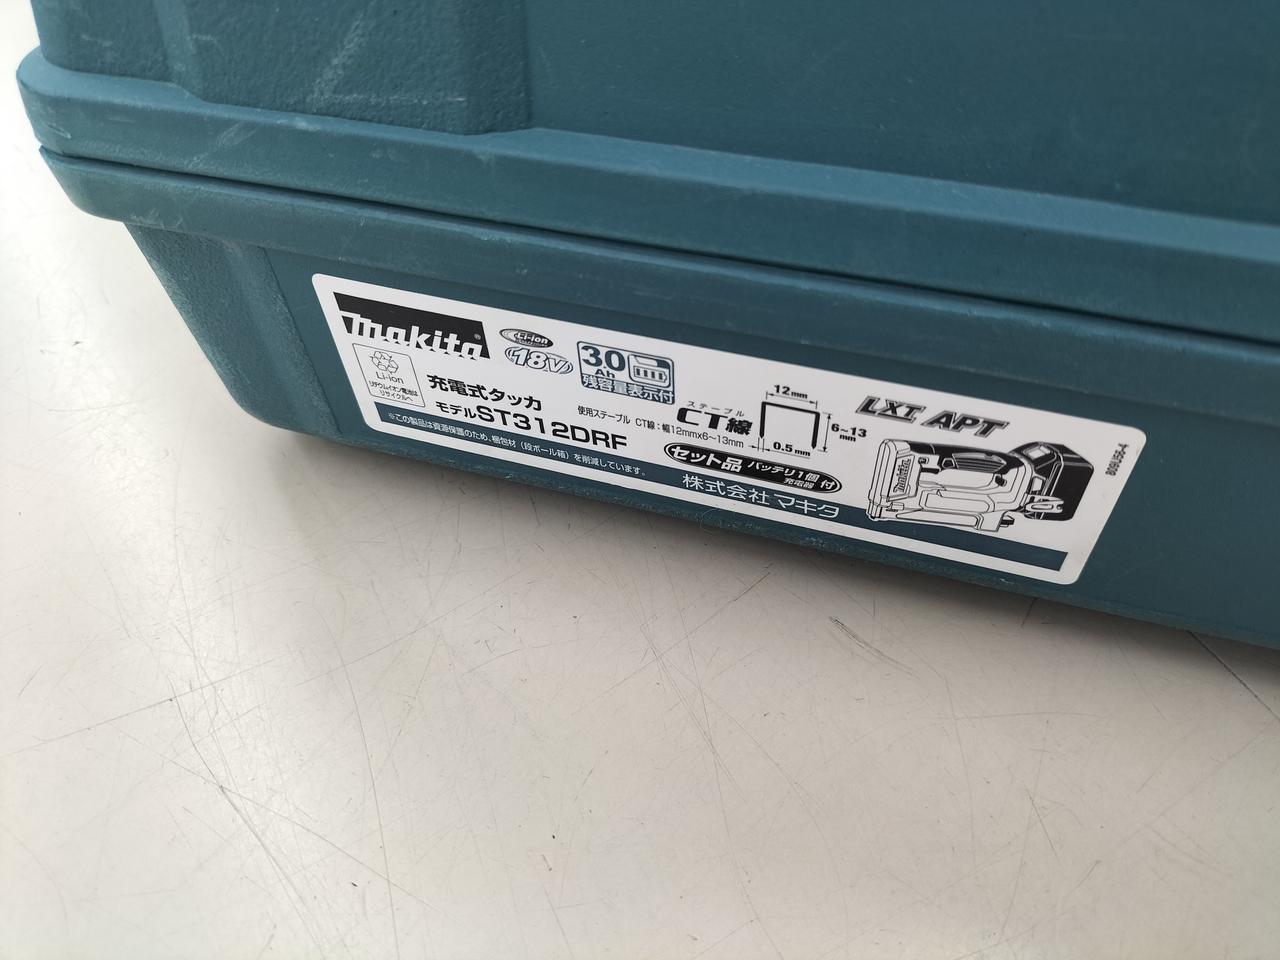 makita®
Li-ion
18V
3.0
Ah
残容量表示付
Li-ion
リチウムイオン電池は
リサイクルへ
充電式タッカ
モデルST312DRF
使用ステープル CT線：幅12mm×6～13mm
ステープル
CT線
12mm
6～13
mm
0.5mm
セット品 バッテリ1個付
充電器
※この製品は資源保護のため、梱包材（段ボール箱）を削減しています。
株式会社 マキタ
LXT APT
makita
809U56-4